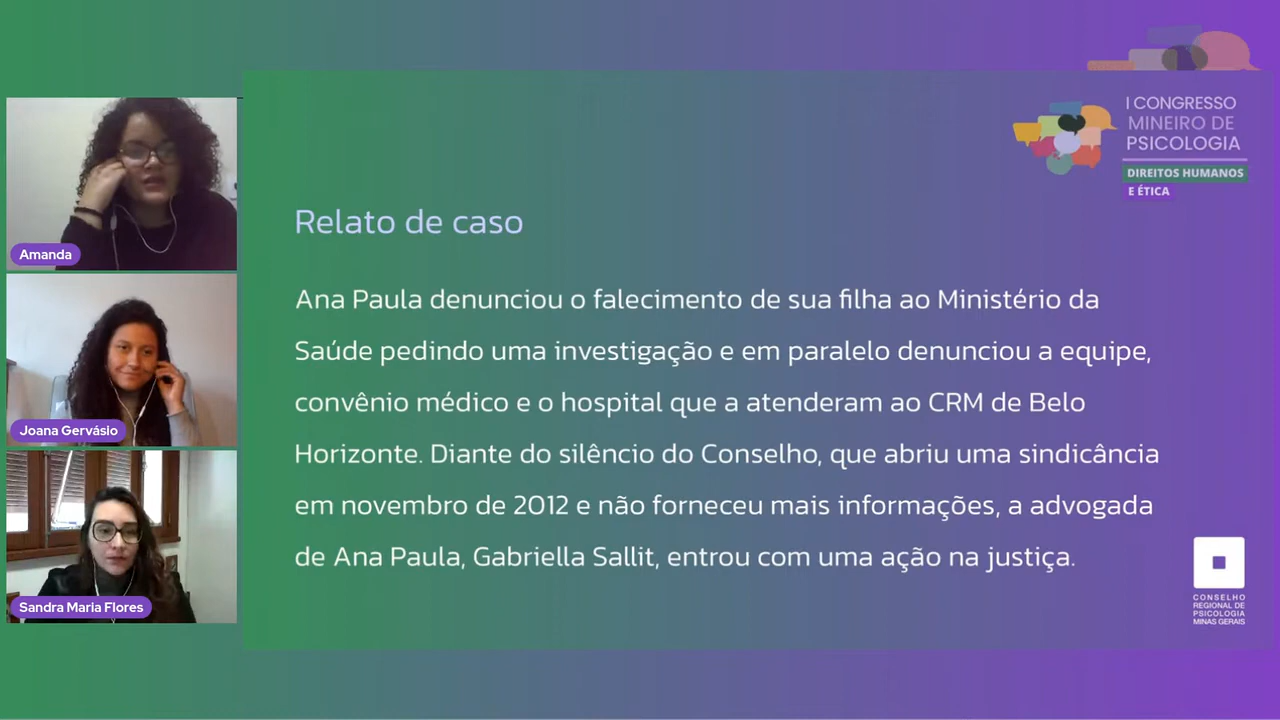 I CONGRESSO
MINEIRO DE
PSICOLOGIA
DIREITOS HUMANOS
E ÉTICA
Amanda
Joana Gervásio
Sandra Maria Flores
Relato de caso
Ana Paula denunciou o falecimento de sua filha ao Ministério da
Saúde pedindo uma investigação e em paralelo denunciou a equipe,
convênio médico e o hospital que a atenderam ao CRM de Belo
Horizonte. Diante do silêncio do Conselho, que abriu uma sindicância
em novembro de 2012 e não forneceu mais informações, a advogada
de Ana Paula, Gabriella Sallit, entrou com uma ação na justiça.
CONSELHO
REGIONAL DE
PSICOLOGIA
MINAS GERAIS